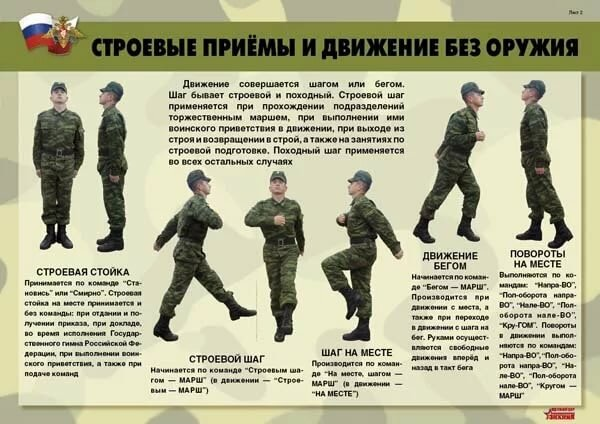 Лист 2
СТРОЕВЫЕ ПРИЁМЫ И ДВИЖЕНИЕ БЕЗ ОРУЖИЯ
Движение совершается шагом или бегом.
Шаг бывает строевой и походный. Строевой шаг
применяется при прохождении подразделений
торжественным маршем, при выполнении ими
воинского приветствия в движении, при выходе из
строя и возвращении в строй, а также на занятиях по
строевой подготовке. Походный шаг применяется
во всех остальных случаях
СТРОЕВАЯ СТОЙКА
Принимается по команде “Ста-
новись” или “Смирно”. Строевая
стойка на месте принимается и
без команды: при отдании и по-
лучении приказа, при докладе,
во время исполнения Государс-
твенного гимна Российской Фе-
дерации, при выполнении воин-
ского приветствия, а также при
подаче команд
СТРОЕВОЙ ШАГ
Начинается по команде “Строевым ша-
гом — МАРШ” (в движении — “Строе-
вым — МАРШ”)
ШАГ НА МЕСТЕ
Производится по коман-
де “На месте, шагом —
МАРШ” (в движении —
“НА МЕСТЕ”)
ДВИЖЕНИЕ
БЕГОМ
Начинается по коман-
де “Бегом — МАРШ”.
Производится при
движении с места, а
также при переходе
в движении с шага на
бег. Руками осущест-
вляются свободные
движения вперёд и
назад в такт бега
ПОВОРОТЫ
НА МЕСТЕ
Выполняются по ко-
мандам: “Напра-ВО”,
“Пол-оборота напра-
ВО”, “Нале-ВО”, “Пол-
оборота нале-ВО”,
“Кру-ГОМ”. Повороты
в движении выпол-
няются по командам:
“Напра-ВО”, “Пол-обо-
рота напра-ВО”, “На-
ле-ВО”, “Пол-оборота
нале-ВО”, “Кругом —
МАРШ”